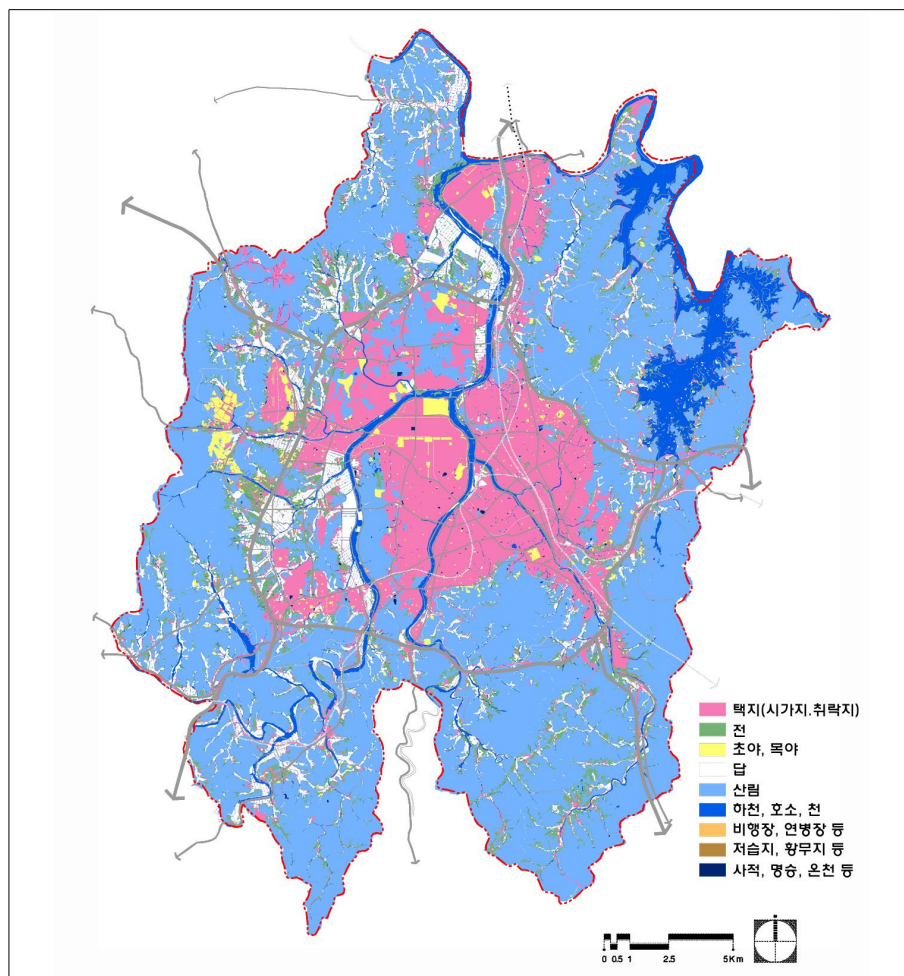 택지(시가지.취락지)
전
초야, 목야
답
산림
하천, 호소, 천
비행장, 연병장 등
저습지, 황무지 등
사적, 명승, 온천 등
0 0.5 1 2.5 5Km